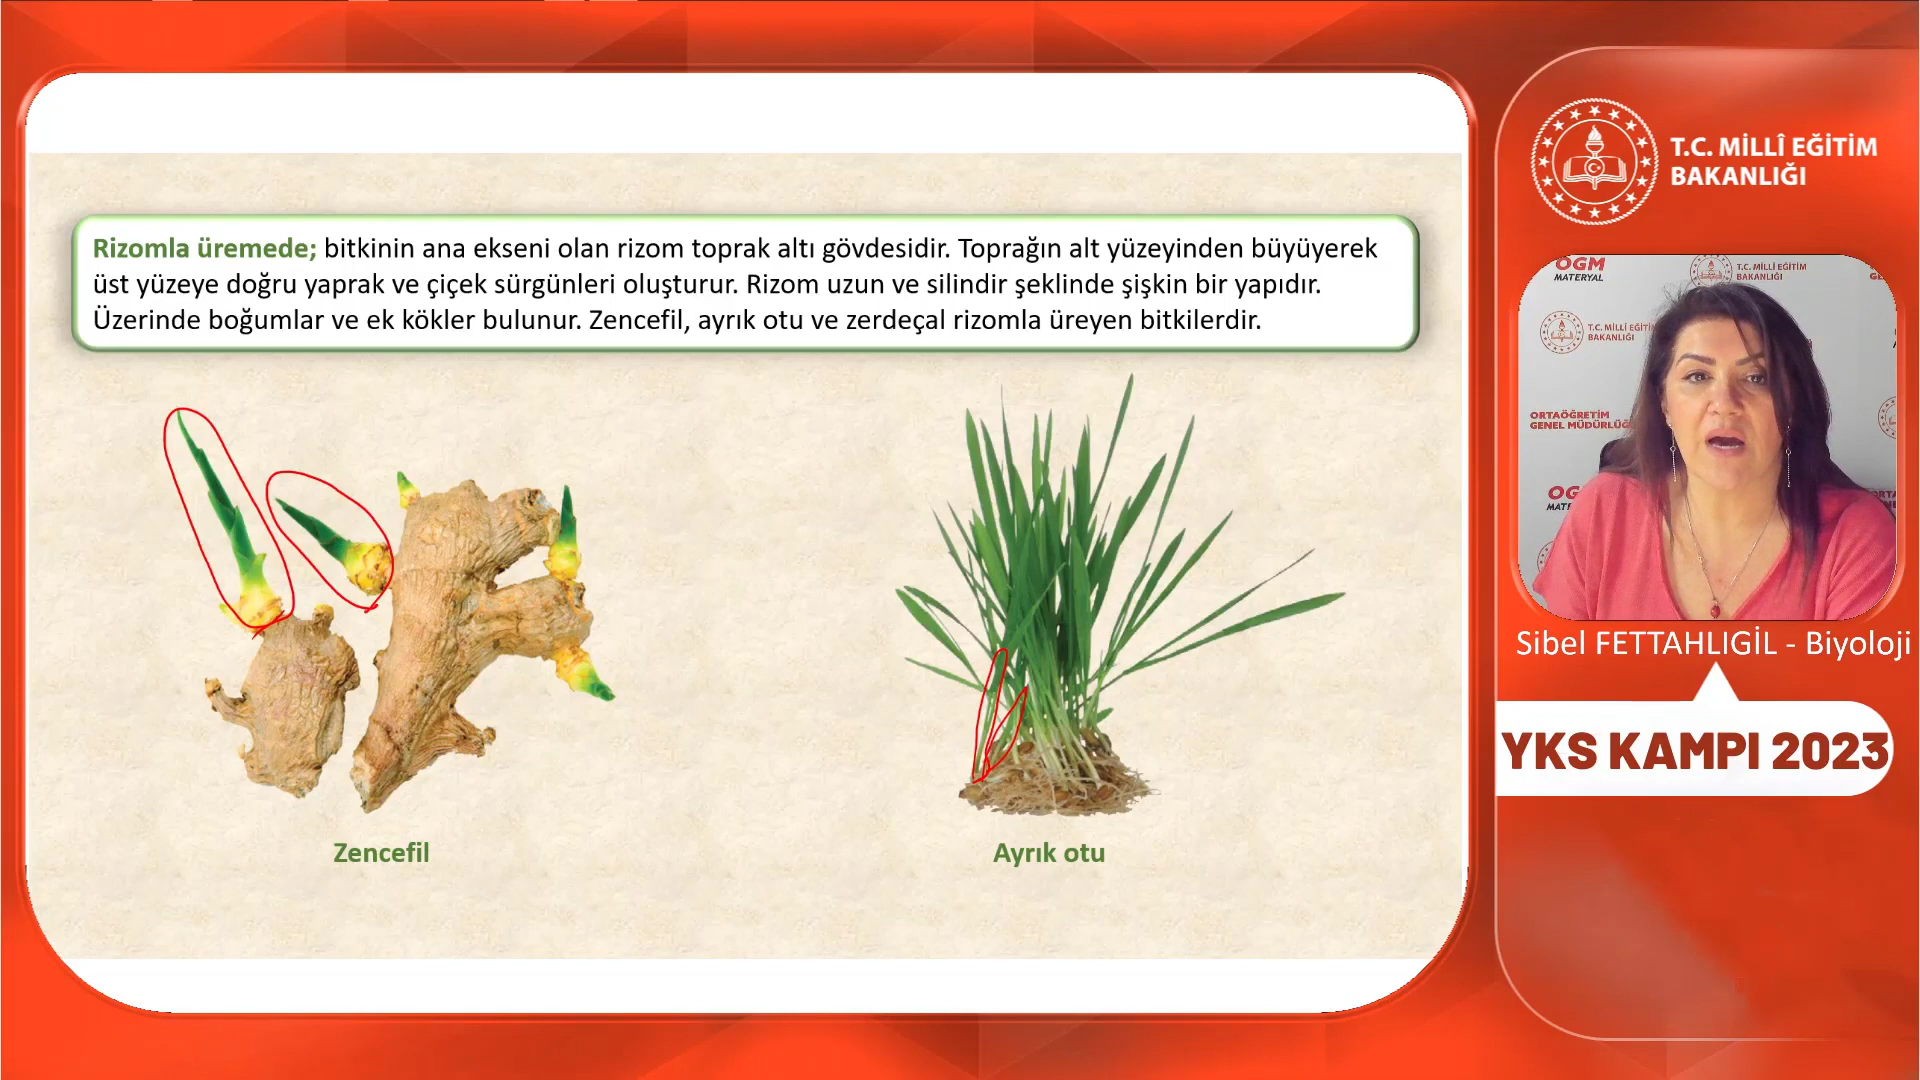 Rizomla üremede; bitkinin ana ekseni olan rizom toprak altı gövdesidir. Toprağın alt yüzeyinden büyüyerek
üst yüzeye doğru yaprak ve çiçek sürgünleri oluşturur. Rizom uzun ve silindir şeklinde şişkin bir yapıdır.
Üzerinde boğumlar ve ek kökler bulunur. Zencefil, ayrık otu ve zerdeçal rizomla üreyen bitkilerdir.
Zencefil
Ayrık otu
T.C. MİLLÎ EĞİTİM
BAKANLIĞI
OGM
MATERYAL
T.C. MİLLÎ EĞİTİM
BAKANLIĞI
T.C. MİLLÎ EĞİTİ
BAKANLIĞI
ORTAÖĞRETİM
GENEL MÜDÜRLÜĞ
Sibel FETTAHLIGİL - Biyoloji
YKS KAMPI 2023